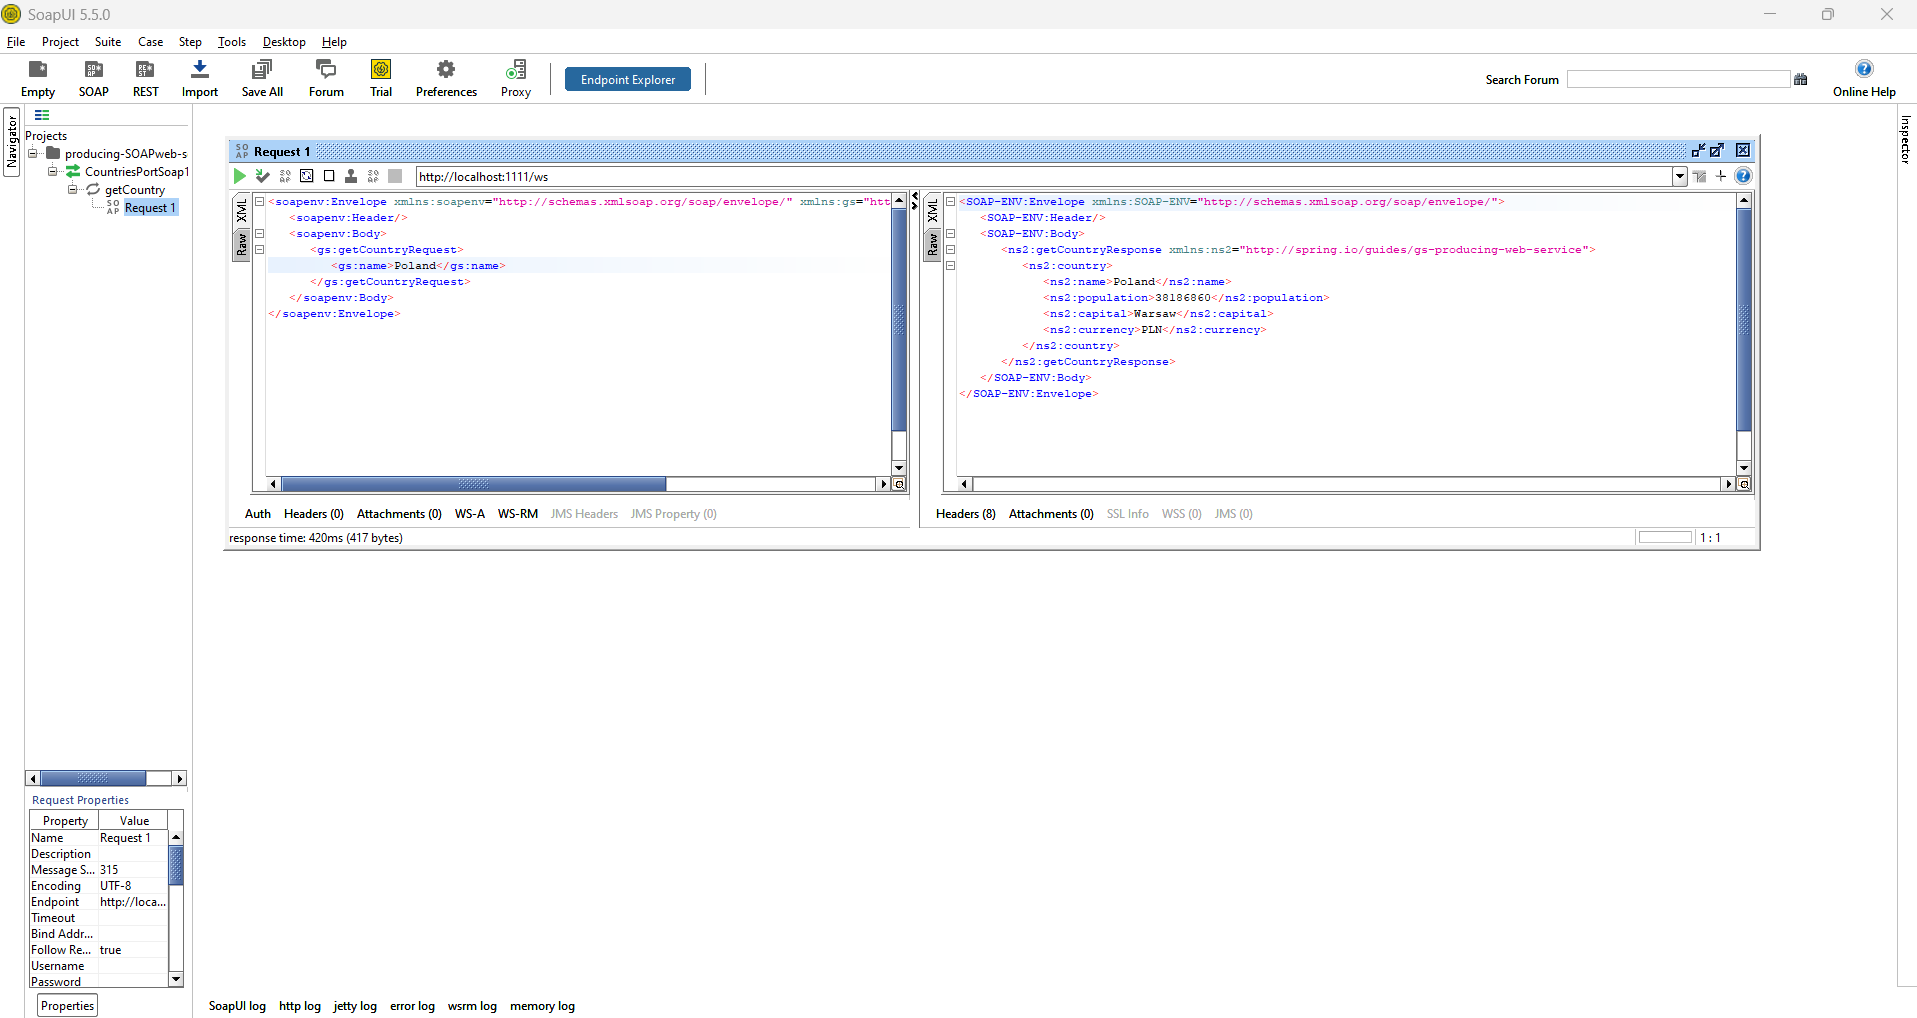 SoapUI 5.5.0
File Project Suite Case Step Tools Desktop Help
Empty SOAP REST Import Save All Forum Trial Preferences Proxy Endpoint Explorer Search Forum Online Help
Navigator
Inspector
Projects
producing-SOAPweb-s
CountriesPortSoap1
getCountry
Request 1
Request 1
http://localhost:1111/ws
XML
Raw
<soapenv:Envelope xmlns:soapenv="http://schemas.xmlsoap.org/soap/envelope/" xmlns:gs="htt
<soapenv:Header/>
<soapenv:Body>
<gs:getCountryRequest>
<gs:name>Poland</gs:name>
</gs:getCountryRequest>
</soapenv:Body>
</soapenv:Envelope>
Auth Headers (0) Attachments (0) WS-A WS-RM JMS Headers JMS Property (0)
XML
Raw
<SOAP-ENV:Envelope xmlns:SOAP-ENV="http://schemas.xmlsoap.org/soap/envelope/">
<SOAP-ENV:Header/>
<SOAP-ENV:Body>
<ns2:getCountryResponse xmlns:ns2="http://spring.io/guides/gs-producing-web-service">
<ns2:country>
<ns2:name>Poland</ns2:name>
<ns2:population>38186860</ns2:population>
<ns2:capital>Warsaw</ns2:capital>
<ns2:currency>PLN</ns2:currency>
</ns2:country>
</ns2:getCountryResponse>
</SOAP-ENV:Body>
</SOAP-ENV:Envelope>
Headers (8) Attachments (0) SSL Info WSS (0) JMS (0)
response time: 420ms (417 bytes)
1 : 1
Request Properties
Property Value
Name Request 1
Description
Message S... 315
Encoding UTF-8
Endpoint http://loca...
Timeout
Bind Addr...
Follow Re... true
Username
Password
Properties
SoapUI log http log jetty log error log wsrm log memory log